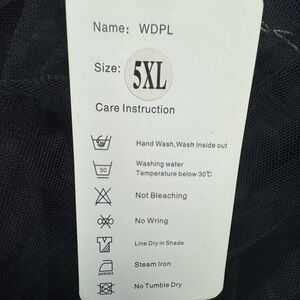 Name: WDPL
Size: 5XL
Care Instruction
Hand Wash,Wash Inside out
30
Washing water
Temperature below 30℃
Not Bleaching
No Wring
Line Dry in Shade
Steam Iron
No Tumble Dry